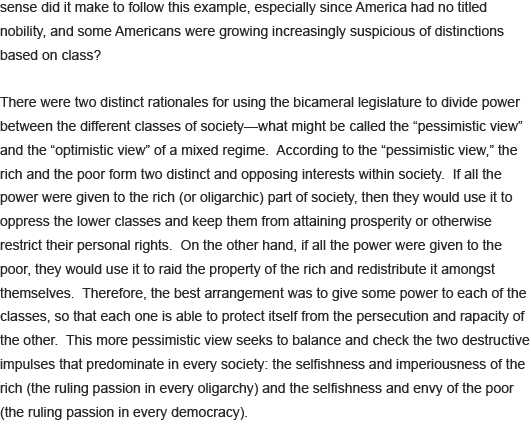 sense did it make to follow this example, especially since America had no titled
nobility, and some Americans were growing increasingly suspicious of distinctions
based on class?
There were two distinct rationales for using the bicameral legislature to divide power
between the different classes of society—what might be called the “pessimistic view”
and the “optimistic view” of a mixed regime.  According to the “pessimistic view,” the
rich and the poor form two distinct and opposing interests within society.  If all the
power were given to the rich (or oligarchic) part of society, then they would use it to
oppress the lower classes and keep them from attaining prosperity or otherwise
restrict their personal rights.  On the other hand, if all the power were given to the
poor, they would use it to raid the property of the rich and redistribute it amongst
themselves.  Therefore, the best arrangement was to give some power to each of the
classes, so that each one is able to protect itself from the persecution and rapacity of
the other.  This more pessimistic view seeks to balance and check the two destructive
impulses that predominate in every society: the selfishness and imperiousness of the
rich (the ruling passion in every oligarchy) and the selfishness and envy of the poor
(the ruling passion in every democracy).